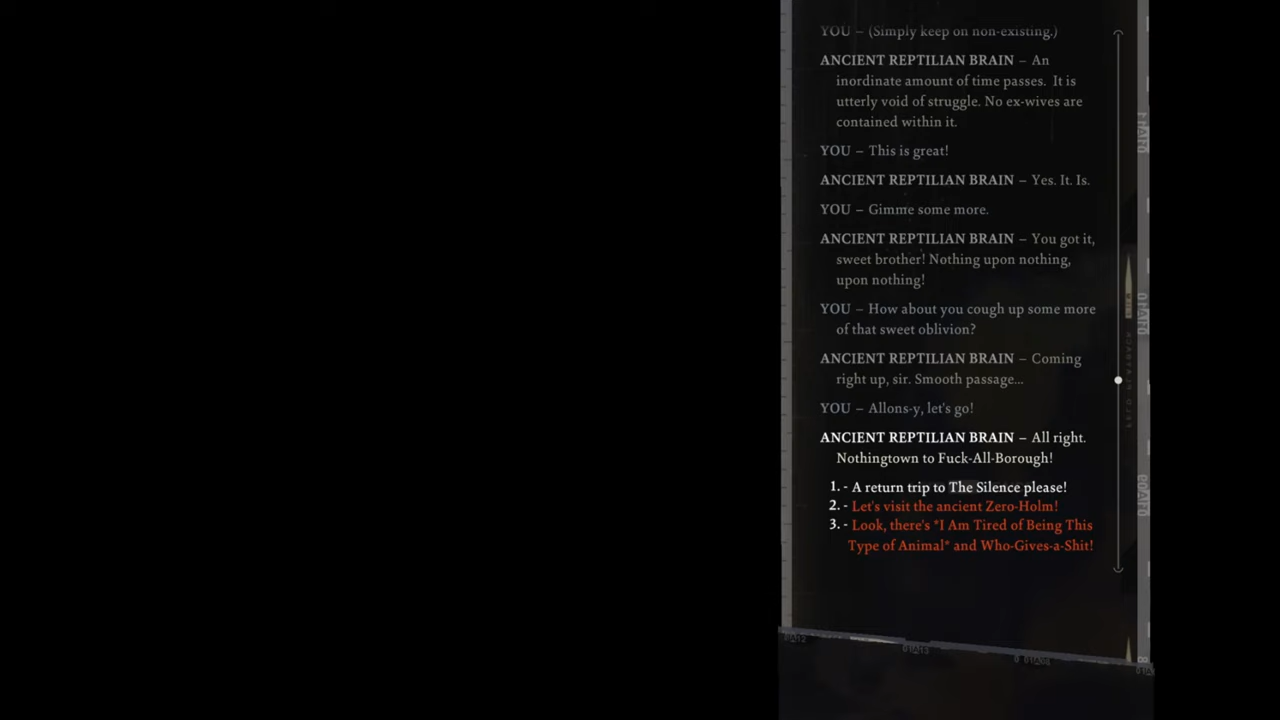 YOU – (Simply keep on non-existing.)
ANCIENT REPTILIAN BRAIN – An
inordinate amount of time passes. It is
utterly void of struggle. No ex-wives are
contained within it.
YOU – This is great!
ANCIENT REPTILIAN BRAIN – Yes. It. Is.
YOU – Gimme some more.
ANCIENT REPTILIAN BRAIN – You got it,
sweet brother! Nothing upon nothing,
upon nothing!
YOU – How about you cough up some more
of that sweet oblivion?
ANCIENT REPTILIAN BRAIN – Coming
right up, sir. Smooth passage...
YOU – Allons-y, let's go!
ANCIENT REPTILIAN BRAIN – All right.
Nothingtown to Fuck-All-Borough!
1. - A return trip to The Silence please!
2. - Let's visit the ancient Zero-Holm!
3. - Look, there's *I Am Tired of Being This
Type of Animal* and Who-Gives-a-Shit!